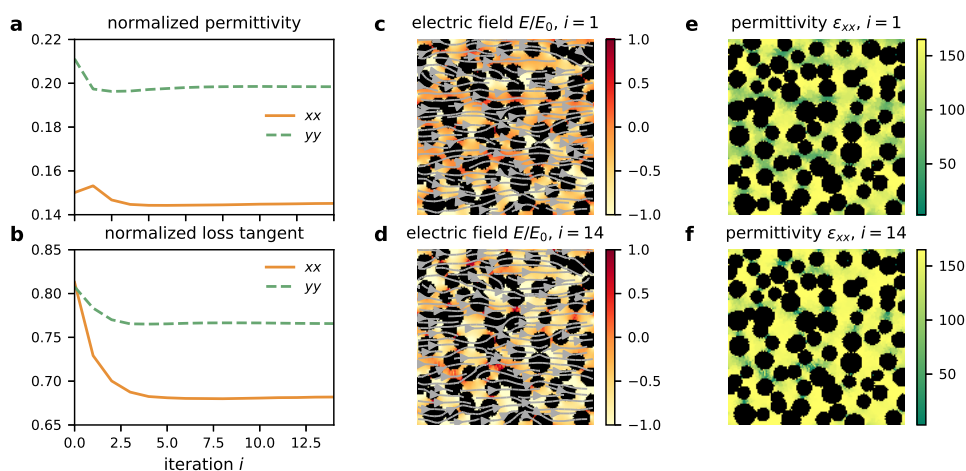 a
normalized permittivity
0.22
0.20
0.18
0.16
0.14
xx
yy
b
normalized loss tangent
0.85
0.80
0.75
0.70
0.65
xx
yy
0.0 2.5 5.0 7.5 10.0 12.5
iteration i
c
electric field E/E₀, i = 1
1.0
0.5
0.0
−0.5
−1.0
d
electric field E/E₀, i = 14
1.0
0.5
0.0
−0.5
−1.0
e
permittivity εₓₓ, i = 1
150
100
50
f
permittivity εₓₓ, i = 14
150
100
50